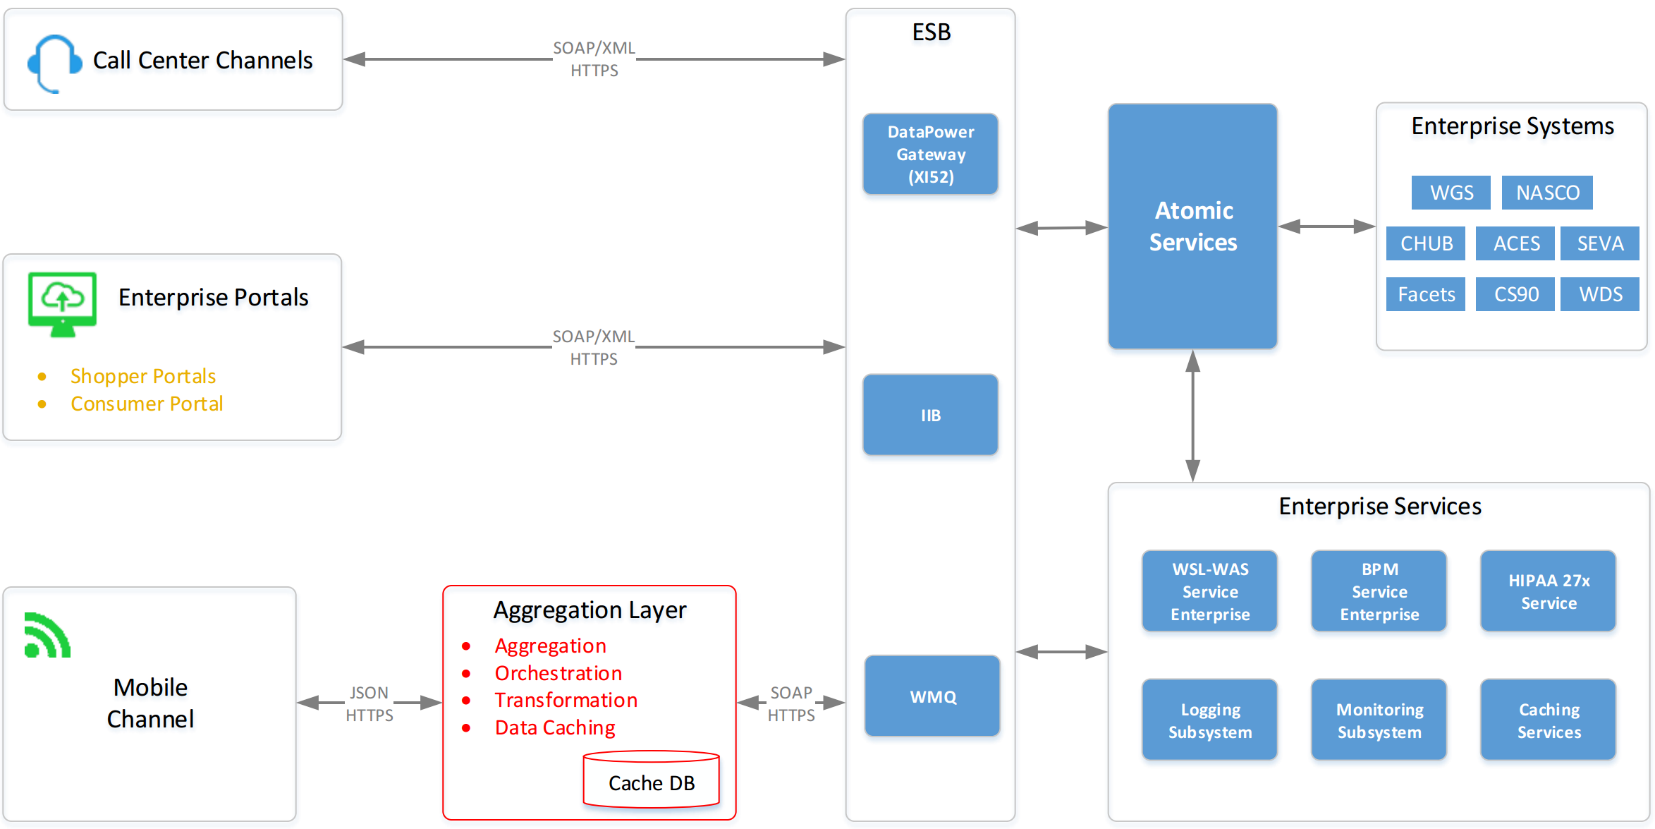 Call Center Channels
SOAP/XML
HTTPS
Enterprise Portals
Shopper Portals
Consumer Portal
SOAP/XML
HTTPS
Mobile
Channel
JSON
HTTPS
Aggregation Layer
Aggregation
Orchestration
Transformation
Data Caching
Cache DB
SOAP
HTTPS
ESB
DataPower
Gateway
(XI52)
IIB
WMQ
Atomic
Services
Enterprise Systems
WGS NASCO
CHUB ACES SEVA
Facets CS90 WDS
Enterprise Services
WSL-WAS
Service
Enterprise
BPM
Service
Enterprise
HIPAA 27x
Service
Logging
Subsystem
Monitoring
Subsystem
Caching
Services